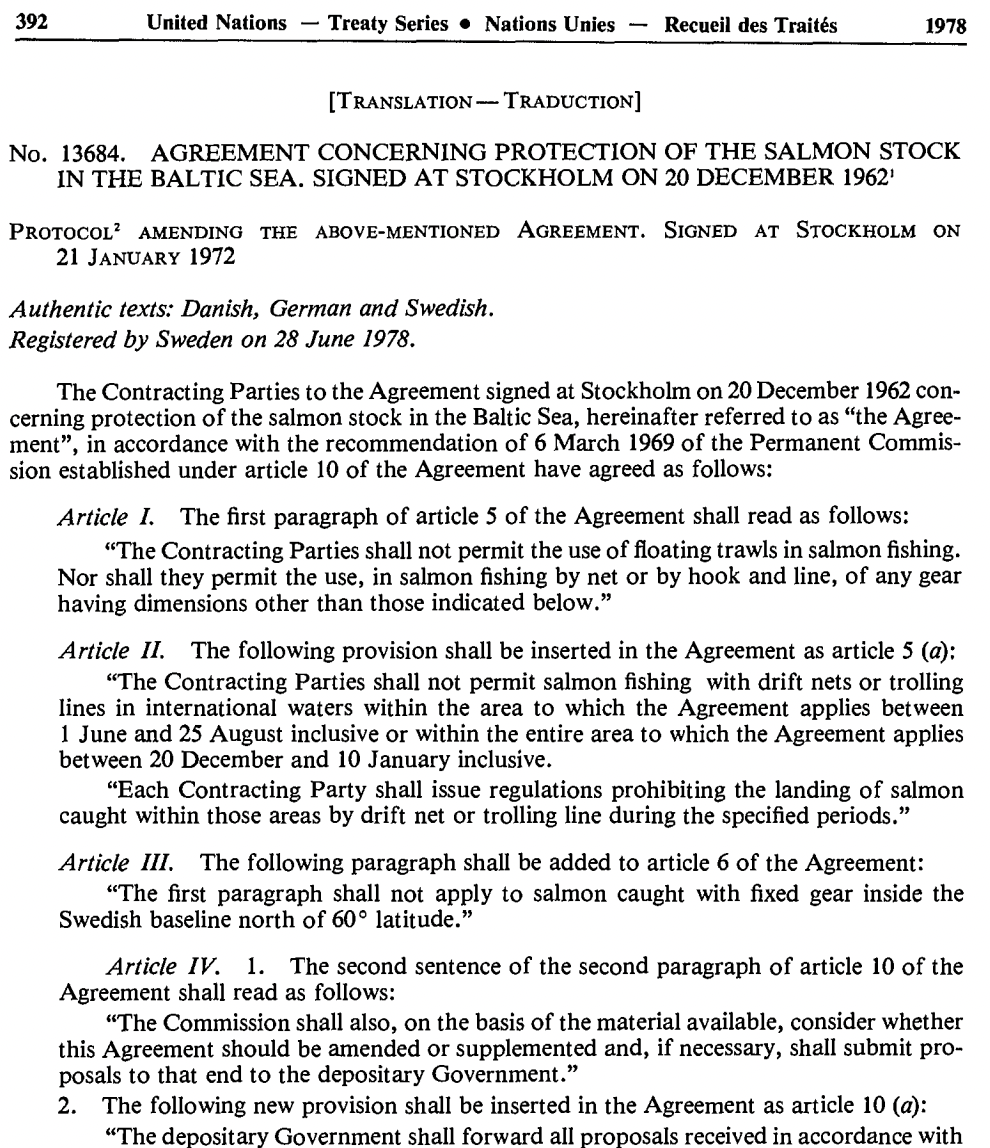 392 United Nations — Treaty Series • Nations Unies — Recueil des Traités 1978
[TRANSLATION — TRADUCTION]
No. 13684. AGREEMENT CONCERNING PROTECTION OF THE SALMON STOCK
IN THE BALTIC SEA. SIGNED AT STOCKHOLM ON 20 DECEMBER 1962¹
PROTOCOL² AMENDING THE ABOVE-MENTIONED AGREEMENT. SIGNED AT STOCKHOLM ON
21 JANUARY 1972
Authentic texts: Danish, German and Swedish.
Registered by Sweden on 28 June 1978.
The Contracting Parties to the Agreement signed at Stockholm on 20 December 1962 con-
cerning protection of the salmon stock in the Baltic Sea, hereinafter referred to as “the Agree-
ment”, in accordance with the recommendation of 6 March 1969 of the Permanent Commis-
sion established under article 10 of the Agreement have agreed as follows:
Article I. The first paragraph of article 5 of the Agreement shall read as follows:
“The Contracting Parties shall not permit the use of floating trawls in salmon fishing.
Nor shall they permit the use, in salmon fishing by net or by hook and line, of any gear
having dimensions other than those indicated below.”
Article II. The following provision shall be inserted in the Agreement as article 5 (a):
“The Contracting Parties shall not permit salmon fishing with drift nets or trolling
lines in international waters within the area to which the Agreement applies between
1 June and 25 August inclusive or within the entire area to which the Agreement applies
between 20 December and 10 January inclusive.
“Each Contracting Party shall issue regulations prohibiting the landing of salmon
caught within those areas by drift net or trolling line during the specified periods.”
Article III. The following paragraph shall be added to article 6 of the Agreement:
“The first paragraph shall not apply to salmon caught with fixed gear inside the
Swedish baseline north of 60° latitude.”
Article IV. 1. The second sentence of the second paragraph of article 10 of the
Agreement shall read as follows:
“The Commission shall also, on the basis of the material available, consider whether
this Agreement should be amended or supplemented and, if necessary, shall submit pro-
posals to that end to the depositary Government.”
2. The following new provision shall be inserted in the Agreement as article 10 (a):
“The depositary Government shall forward all proposals received in accordance with